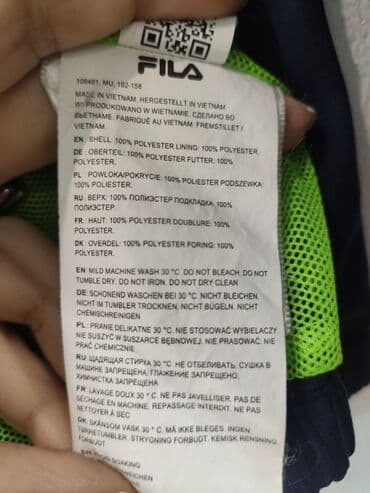 FILA
108481, MU, 152-158
MADE IN VIETNAM. HERGESTELLT IN VIETNAM.
WYPRODUKOWANO W WIETNAMIE. СДЕЛАНО ВО
ВЬЕТНАМЕ. FABRIQUÉ AU VIETNAM. FREMSTILLET I
VIETNAM.
EN: SHELL: 100% POLYESTER LINING: 100% POLYESTER.
DE: OBERTEIL: 100% POLYESTER FUTTER: 100%
POLYESTER.
PL: POWŁOKA/POKRYCIE: 100% POLIESTER PODSZEWKA:
100% POLIESTER.
RU: ВЕРХ: 100% ПОЛИЭСТЕР ПОДКЛАДКА: 100%
ПОЛИЭСТЕР.
FR: HAUT: 100% POLYESTER DOUBLURE: 100%
POLYESTER.
DK: OVERDEL: 100% POLYESTER FORING: 100%
POLYESTER.
EN: MILD MACHINE WASH 30 °C. DO NOT BLEACH. DO NOT
TUMBLE DRY. DO NOT IRON. DO NOT DRY CLEAN
DE: SCHONEND WASCHEN BEI 30 °C. NICHT BLEICHEN.
NICHT IM TUMBLER TROCKNEN. NICHT BÜGELN. NICHT
CHEMISCHREINIGEN
PL: PRANIE DELIKATNE 30 °C. NIE STOSOWAĆ WYBIELACZY
NIE SUSZYĆ W SUSZARCE BĘBNOWEJ. NIE PRASOWAĆ. NIE
PRAĆ CHEMICZNIE
RU: ЩАДЯЩАЯ СТИРКА 30 °C. НЕ ОТБЕЛИВАТЬ. СУШКА В
МАШИНЕ ЗАПРЕЩЕНА. ГЛАЖЕНИЕ ЗАПРЕЩЕНО.
ХИМЧИСТКА ЗАПРЕЩЕНА
FR: LAVAGE DOUX 30 °C. NE PAS JAVELLISER. PAS DE
SÉCHAGE EN MACHINE. REPASSAGE INTERDIT. NE PAS
NETTOYER À SEC
DK: SKÅNSOM VASK 30 °C. MÅ IKKE BLEGES. INGEN
TØRRETUMBLER. STRYGNING FORBUDT. KEMISK RENSNING
FORBUDT
SOAKING